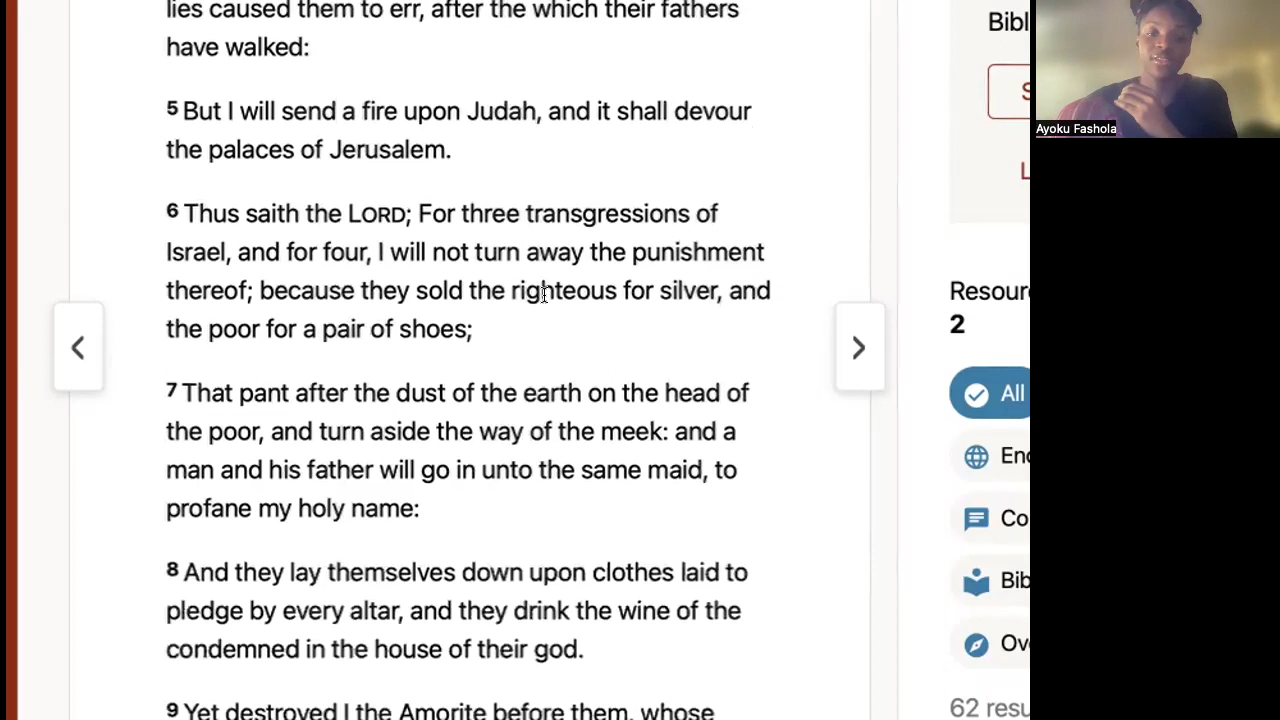 lies caused them to err, after the which their fathers
have walked:
5 But I will send a fire upon Judah, and it shall devour
the palaces of Jerusalem.
6 Thus saith the LORD; For three transgressions of
Israel, and for four, I will not turn away the punishment
thereof; because they sold the righteous for silver, and
the poor for a pair of shoes;
7 That pant after the dust of the earth on the head of
the poor, and turn aside the way of the meek: and a
man and his father will go in unto the same maid, to
profane my holy name:
8 And they lay themselves down upon clothes laid to
pledge by every altar, and they drink the wine of the
condemned in the house of their god.
9 Yet destroyed I the Amorite before them, whose
Bibl
S
L
Resour
2
All
Enc
Co
Bib
Ov
62 resu
Ayoku Fashola